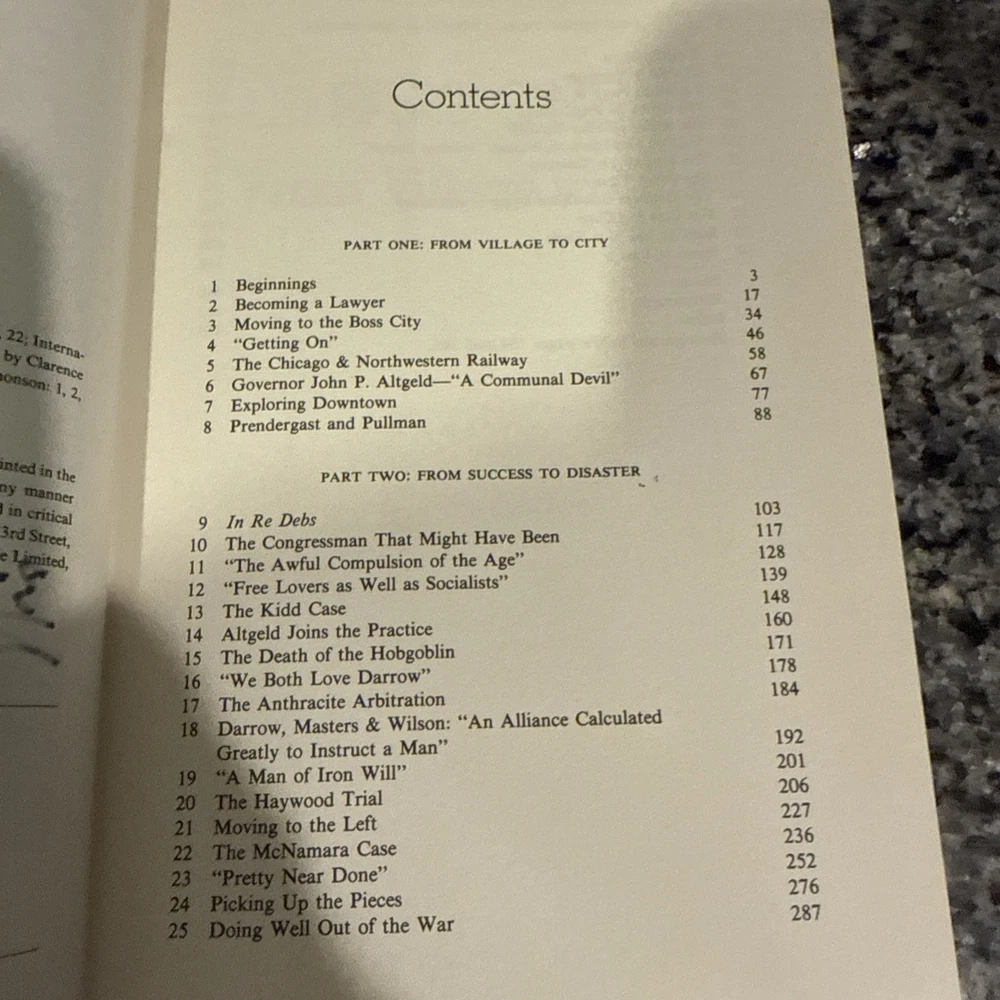 22; Interna-
by Clarence
1, 2,
inted in the
ny manner
in critical
3rd Street,
e Limited,
Contents
PART ONE: FROM VILLAGE TO CITY
1 Beginnings 3
2 Becoming a Lawyer 17
3 Moving to the Boss City 34
4 “Getting On” 46
5 The Chicago & Northwestern Railway 58
6 Governor John P. Altgeld—“A Communal Devil” 67
7 Exploring Downtown 77
8 Prendergast and Pullman 88
PART TWO: FROM SUCCESS TO DISASTER
9 In Re Debs 103
10 The Congressman That Might Have Been 117
11 “The Awful Compulsion of the Age” 128
12 “Free Lovers as Well as Socialists” 139
13 The Kidd Case 148
14 Altgeld Joins the Practice 160
15 The Death of the Hobgoblin 171
16 “We Both Love Darrow” 178
17 The Anthracite Arbitration 184
18 Darrow, Masters & Wilson: “An Alliance Calculated
Greatly to Instruct a Man” 192
19 “A Man of Iron Will” 201
20 The Haywood Trial 206
21 Moving to the Left 227
22 The McNamara Case 236
23 “Pretty Near Done” 252
24 Picking Up the Pieces 276
25 Doing Well Out of the War 287